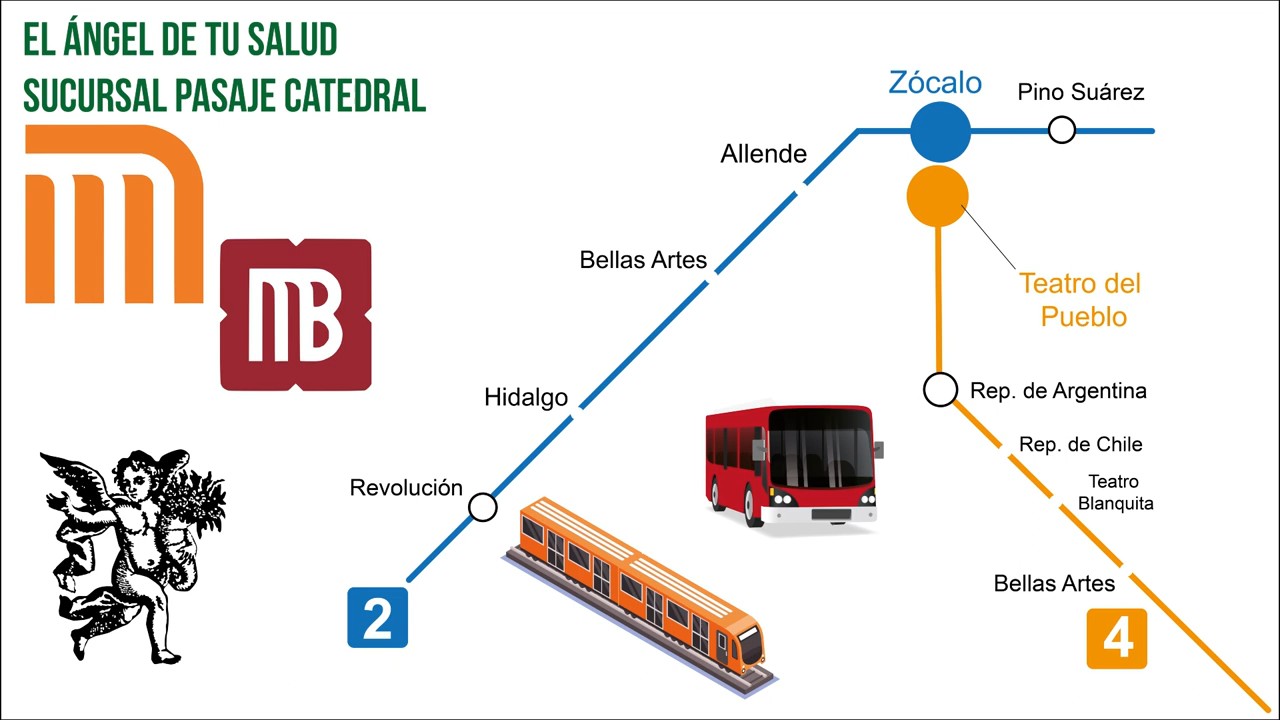 EL ÁNGEL DE TU SALUD
SUCURSAL PASAJE CATEDRAL
MB
Zócalo
Pino Suárez
Allende
Bellas Artes
Hidalgo
Revolución
2
Teatro del
Pueblo
Rep. de Argentina
Rep. de Chile
Teatro
Blanquita
Bellas Artes
4